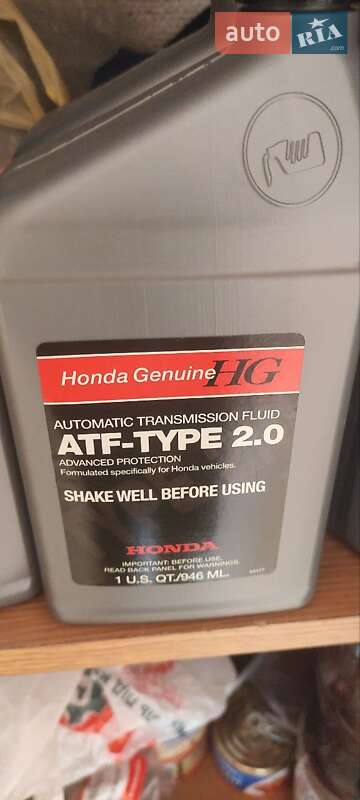 auto RIA
.com
Honda Genuine HG
AUTOMATIC TRANSMISSION FLUID
ATF-TYPE 2.0
ADVANCED PROTECTION
Formulated specifically for Honda vehicles.
SHAKE WELL BEFORE USING
HONDA
IMPORTANT: BEFORE USE,
READ BACK PANEL FOR WARNINGS.
1 U.S. QT./946 ML.